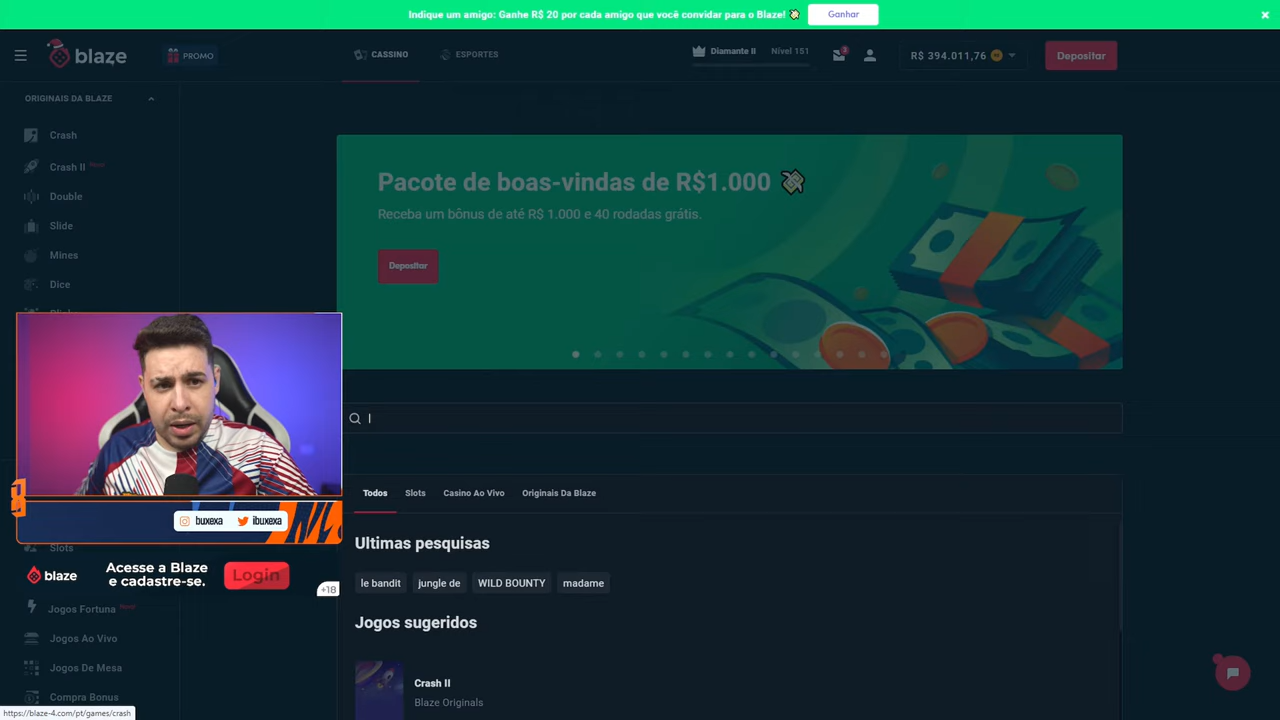 Indique um amigo: Ganhe R$ 20 por cada amigo que você convidar para o Blaze!
Ganhar
blaze
PROMO
CASSINO
ESPORTES
Diamante II
Nível 151
3
R$ 394.011,76
Depositar
ORIGINAIS DA BLAZE
Crash
Crash II
Double
Slide
Mines
Dice
Pacote de boas-vindas de R$1.000
Receba um bônus de até R$ 1.000 e 40 rodadas grátis.
Depositar
Todos
Slots
Casino Ao Vivo
Originais Da Blaze
Ultimas pesquisas
le bandit
jungle de
WILD BOUNTY
madame
Jogos sugeridos
Crash II
Blaze Originals
buxexa
ibuxexa
Slots
blaze
Acesse a Blaze
e cadastre-se.
Login
+18
Jogos Fortuna
Jogos Ao Vivo
Jogos De Mesa
Compra Bonus
https://blaze-4.com/pt/games/crash